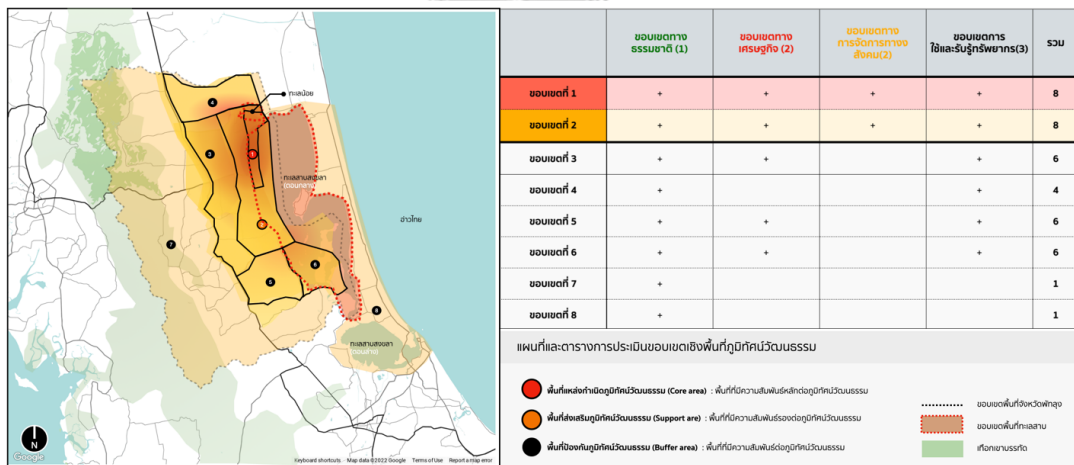 ทะเลน้อย
4
3
1
ทะเลสาบสงขลา
(ตอนกลาง)
อ่าวไทย
2
7
6
5
8
ทะเลสาบสงขลา
(ตอนล่าง)
N
Google
Keyboard shortcuts Map data ©2022 Google Terms of Use Report a map error
ขอบเขตทาง
ธรรมชาติ (1)
ขอบเขตทาง
เศรษฐกิจ (2)
ขอบเขตทาง
การจัดการทางง
สังคม(2)
ขอบเขตการ
ใช้และรับรู้ทรัพยากร(3)
รวม
ขอบเขตที่ 1 + + + + 8
ขอบเขตที่ 2 + + + + 8
ขอบเขตที่ 3 + + + 6
ขอบเขตที่ 4 + + 4
ขอบเขตที่ 5 + + + 6
ขอบเขตที่ 6 + + + 6
ขอบเขตที่ 7 + 1
ขอบเขตที่ 8 + 1
แผนที่และตารางการประเมินขอบเขตเชิงพื้นที่ภูมิทัศน์วัฒนธรรม
พื้นที่แหล่งกำเนิดภูมิทัศน์วัฒนธรรม (Core area) : พื้นที่ที่มีความสัมพันธ์หลักต่อภูมิทัศน์วัฒนธรรม
พื้นที่ส่งเสริมภูมิทัศน์วัฒนธรรม (Support are) : พื้นที่ที่มีความสัมพันธ์รองต่อภูมิทัศน์วัฒนธรรม
พื้นที่ป้องกันภูมิทัศน์วัฒนธรรม (Buffer area) : พื้นที่ที่มีความสัมพันธ์ต่อภูมิทัศน์วัฒนธรรม
ขอบเขตพื้นที่จังหวัดพัทลุง
ขอบเขตพื้นที่ทะเลสาบ
เทือกเขาบรรทัด